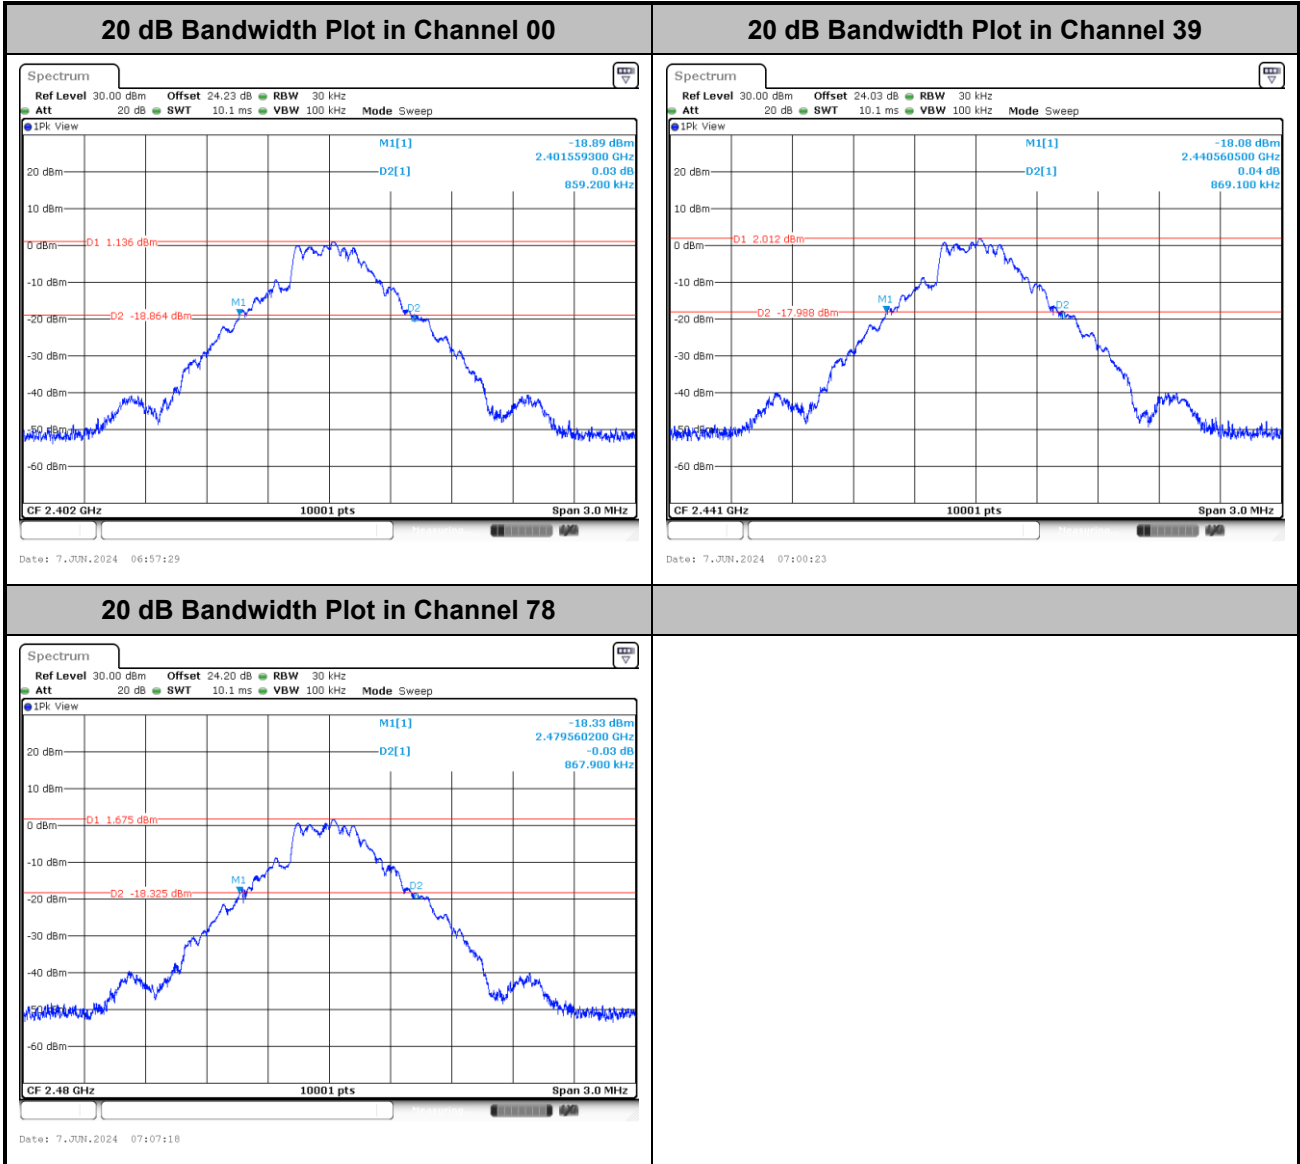 20 dB Bandwidth Plot in Channel 00
Spectrum
Ref Level 30.00 dBm Offset 24.23 dB RBW 30 kHz
Att 20 dB SWT 10.1 ms VBW 100 kHz Mode Sweep
1Pk View
M1[1] -18.89 dBm
2.401559300 GHz
20 dBm D2[1] 0.03 dB
859.200 kHz
10 dBm
0 dBm D1 1.136 dBm
-10 dBm
M1
D2
D2 -18.864 dBm
-20 dBm
-30 dBm
-40 dBm
-50 dBm
-60 dBm
CF 2.402 GHz 10001 pts Span 3.0 MHz
Measuring...
Date: 7.JUN.2024 06:57:29
20 dB Bandwidth Plot in Channel 39
Spectrum
Ref Level 30.00 dBm Offset 24.03 dB RBW 30 kHz
Att 20 dB SWT 10.1 ms VBW 100 kHz Mode Sweep
1Pk View
M1[1] -18.08 dBm
2.440560500 GHz
20 dBm D2[1] 0.04 dB
869.100 kHz
10 dBm
D1 2.012 dBm
0 dBm
-10 dBm
M1
D2
D2 -17.988 dBm
-20 dBm
-30 dBm
-40 dBm
-50 dBm
-60 dBm
CF 2.441 GHz 10001 pts Span 3.0 MHz
Measuring...
Date: 7.JUN.2024 07:00:23
20 dB Bandwidth Plot in Channel 78
Spectrum
Ref Level 30.00 dBm Offset 24.20 dB RBW 30 kHz
Att 20 dB SWT 10.1 ms VBW 100 kHz Mode Sweep
1Pk View
M1[1] -18.33 dBm
2.479560200 GHz
20 dBm D2[1] -0.03 dB
867.900 kHz
10 dBm
D1 1.675 dBm
0 dBm
-10 dBm
M1
D2
D2 -18.325 dBm
-20 dBm
-30 dBm
-40 dBm
-50 dBm
-60 dBm
CF 2.48 GHz 10001 pts Span 3.0 MHz
Measuring...
Date: 7.JUN.2024 07:07:18